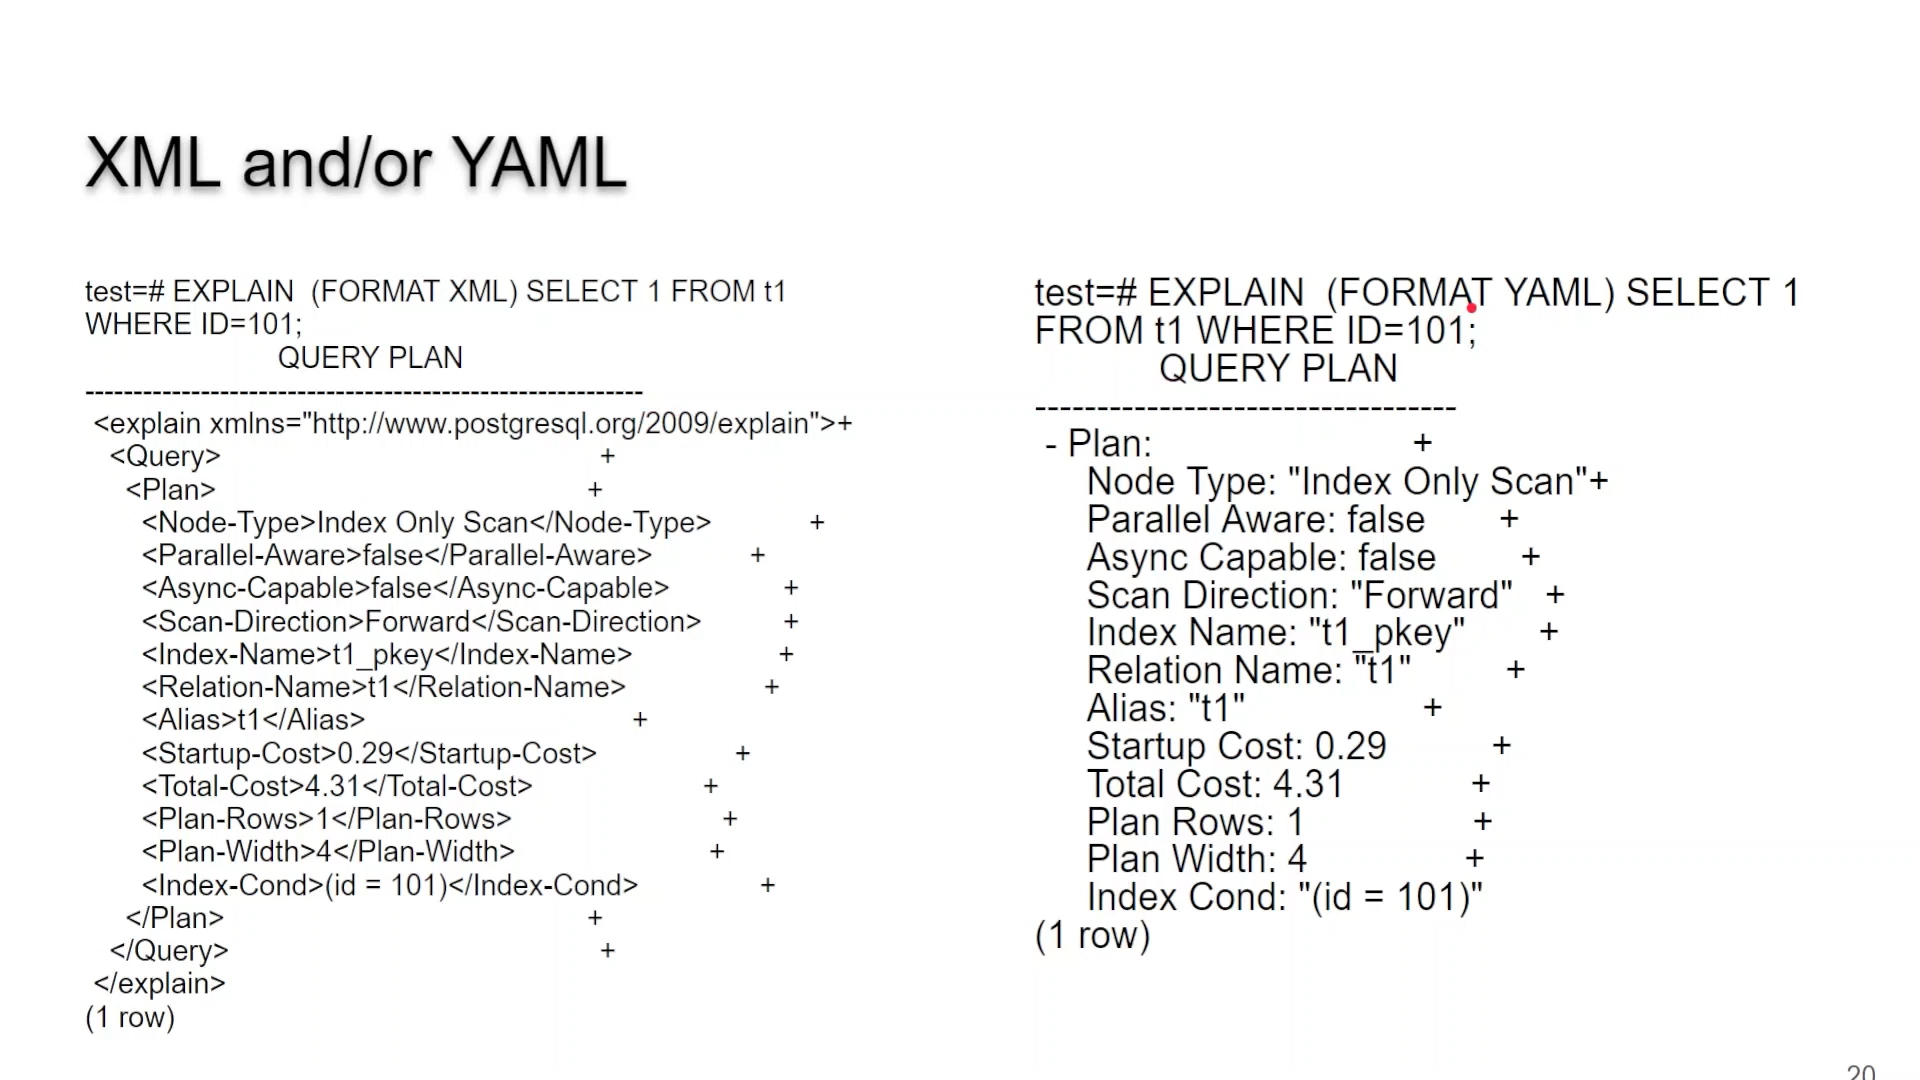 XML and/or YAML
test=# EXPLAIN  (FORMAT XML) SELECT 1 FROM t1
WHERE ID=101;
QUERY PLAN
-----------------------------------------------------------
<explain xmlns="http://www.postgresql.org/2009/explain">+
<Query> +
<Plan> +
<Node-Type>Index Only Scan</Node-Type> +
<Parallel-Aware>false</Parallel-Aware> +
<Async-Capable>false</Async-Capable> +
<Scan-Direction>Forward</Scan-Direction> +
<Index-Name>t1_pkey</Index-Name> +
<Relation-Name>t1</Relation-Name> +
<Alias>t1</Alias> +
<Startup-Cost>0.29</Startup-Cost> +
<Total-Cost>4.31</Total-Cost> +
<Plan-Rows>1</Plan-Rows> +
<Plan-Width>4</Plan-Width> +
<Index-Cond>(id = 101)</Index-Cond> +
</Plan> +
</Query> +
</explain>
(1 row)
test=# EXPLAIN  (FORMAT YAML) SELECT 1
FROM t1 WHERE ID=101;
QUERY PLAN
-----------------------------------
- Plan: +
Node Type: "Index Only Scan"+
Parallel Aware: false +
Async Capable: false +
Scan Direction: "Forward" +
Index Name: "t1_pkey" +
Relation Name: "t1" +
Alias: "t1" +
Startup Cost: 0.29 +
Total Cost: 4.31 +
Plan Rows: 1 +
Plan Width: 4 +
Index Cond: "(id = 101)"
(1 row)
20